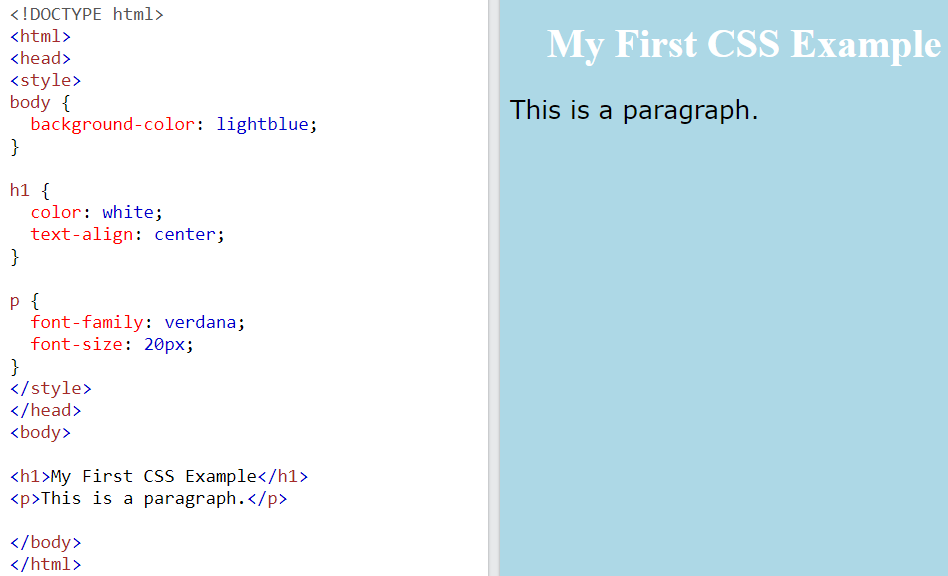 <!DOCTYPE html>
<html>
<head>
<style>
body {
  background-color: lightblue;
}

h1 {
  color: white;
  text-align: center;
}

p {
  font-family: verdana;
  font-size: 20px;
}
</style>
</head>
<body>

<h1>My First CSS Example</h1>
<p>This is a paragraph.</p>

</body>
</html>
My First CSS Example
This is a paragraph.